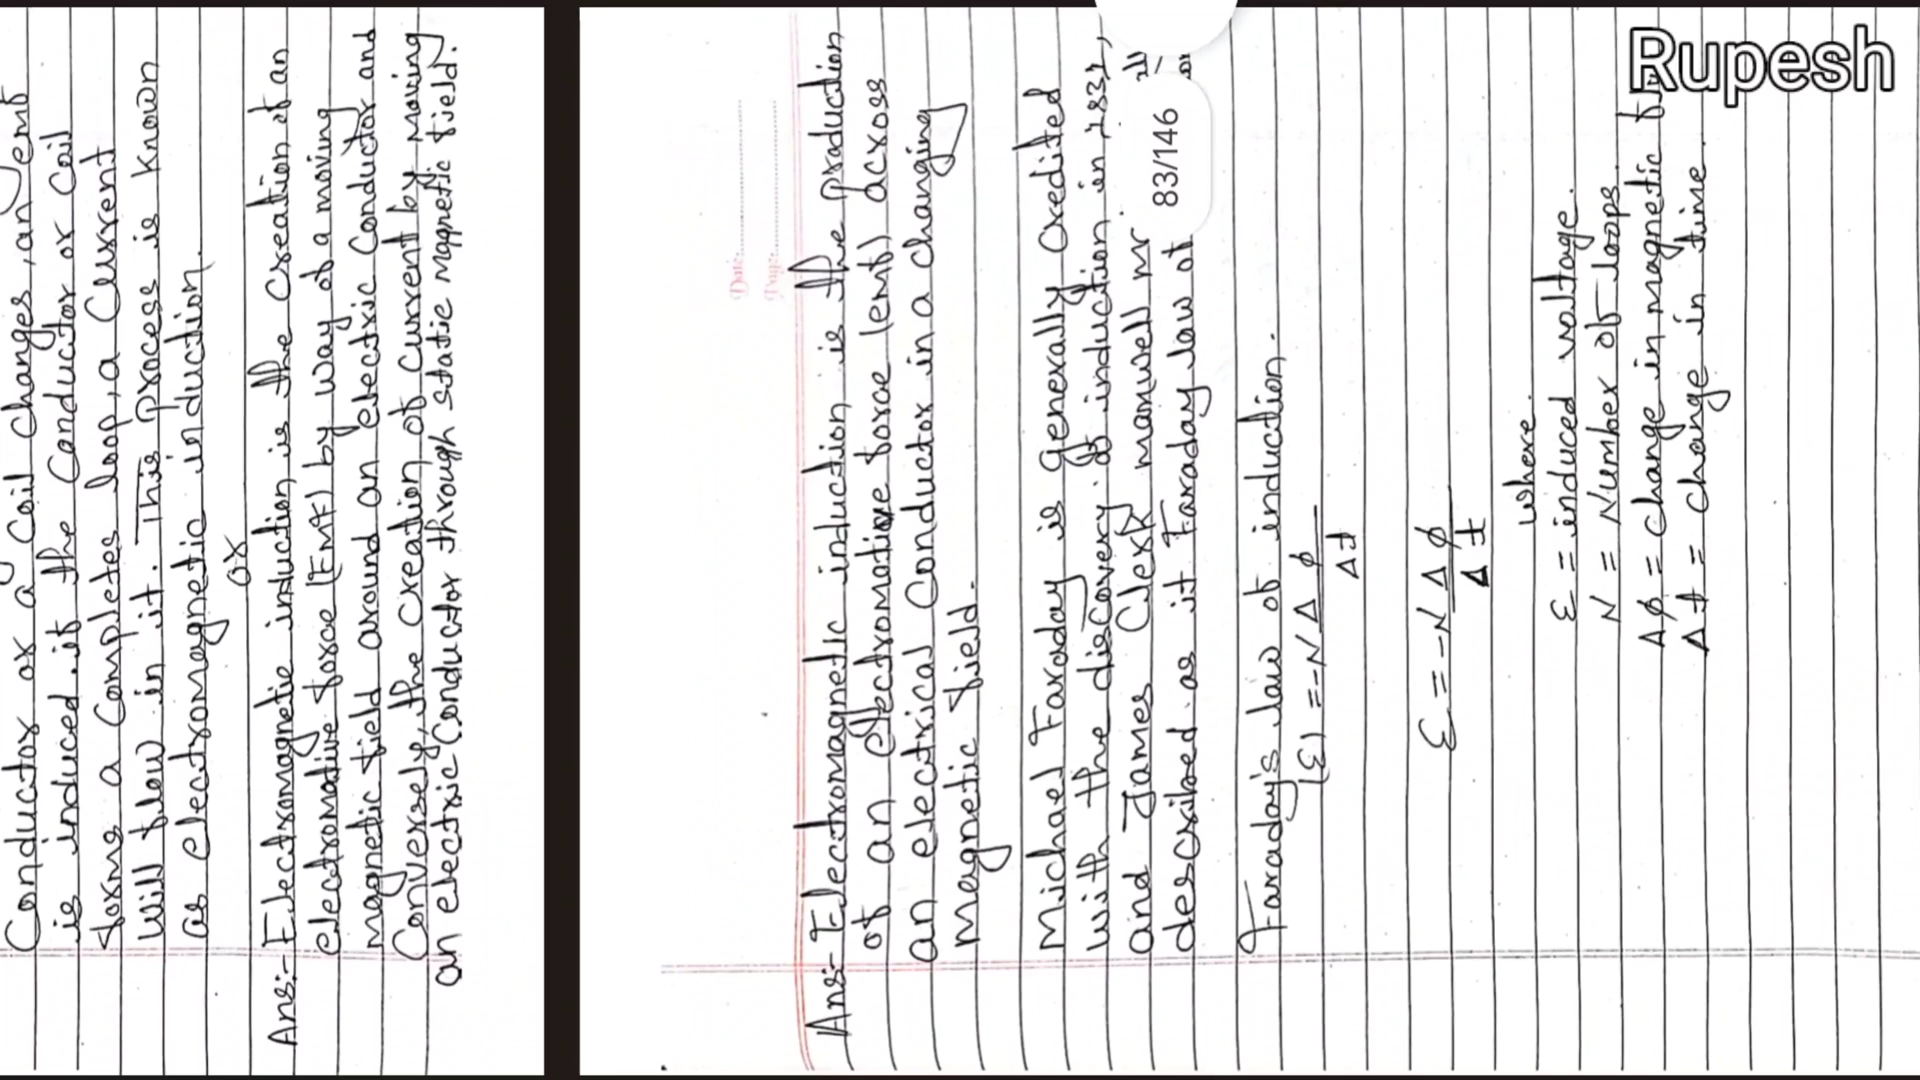 Conductor or a coil changes, an emf
is induced. if the Conductor or coil
forms a Completes loop, a Current
will flow in it. This process is known
as electromagnetic induction.
or
Ans:- Electromagnetic induction is the creation of an
electromotive force (EMF) by way of a moving
magnetic field around an electric conductor and
Conversely, the creation of current by moving
an electric conductor through static magnetic field.
Date:
Page:
Ans:- Electromagnetic induction is the production
of an electromotive force (emf) across
an electrical conductor in a changing
magnetic field.
Michael Faraday is generally credited
with the discovery of induction in 1831,
and James Clerk maxwell
described as it Faraday law of
Faraday's law of induction.
(ε) = -N Δ φ
Δt
ε = -N Δ φ
Δ t
where
ε = induced voltage.
N = Number of loops.
Δφ = change in magnetic
Δt = change in time.
83/146
Rupesh